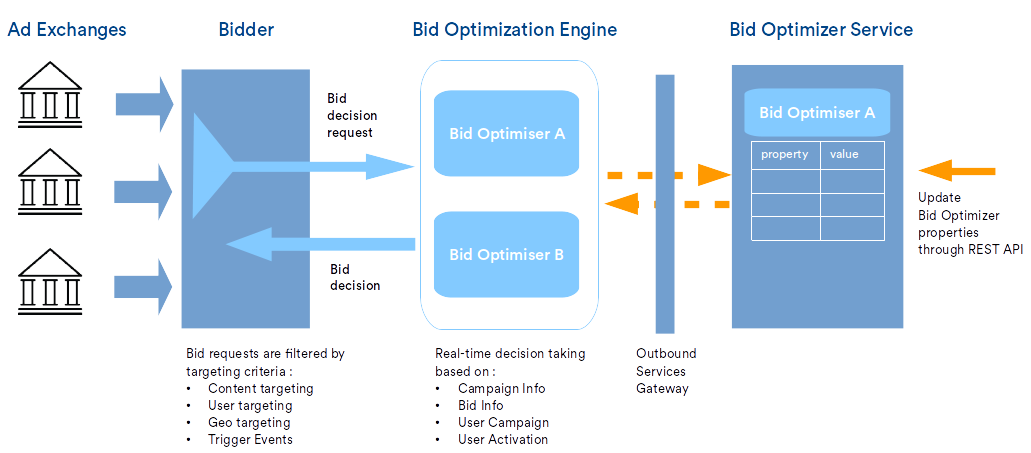 Ad Exchanges
Bidder
Bid Optimization Engine
Bid Optimizer Service
Bid
decision
request
Bid Optimiser A
Bid Optimiser B
Bid
decision
Bid Optimiser A
property value
Update
Bid Optimizer
properties
through REST API
Bid requests are filtered by
targeting criteria :
• Content targeting
• User targeting
• Geo targeting
• Trigger Events
Real-time decision taking
based on :
• Campaign Info
• Bid Info
• User Campaign
• User Activation
Outbound
Services
Gateway